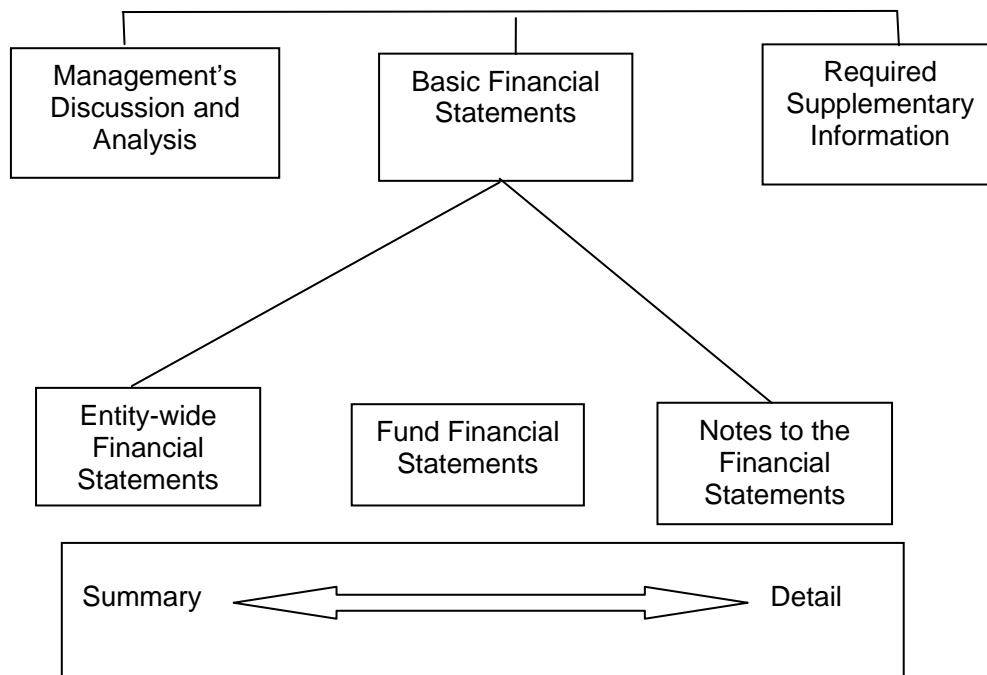 Management’s
Discussion and
Analysis
Basic Financial
Statements
Required
Supplementary
Information
Entity-wide
Financial
Statements
Fund Financial
Statements
Notes to the
Financial
Statements
Summary
Detail